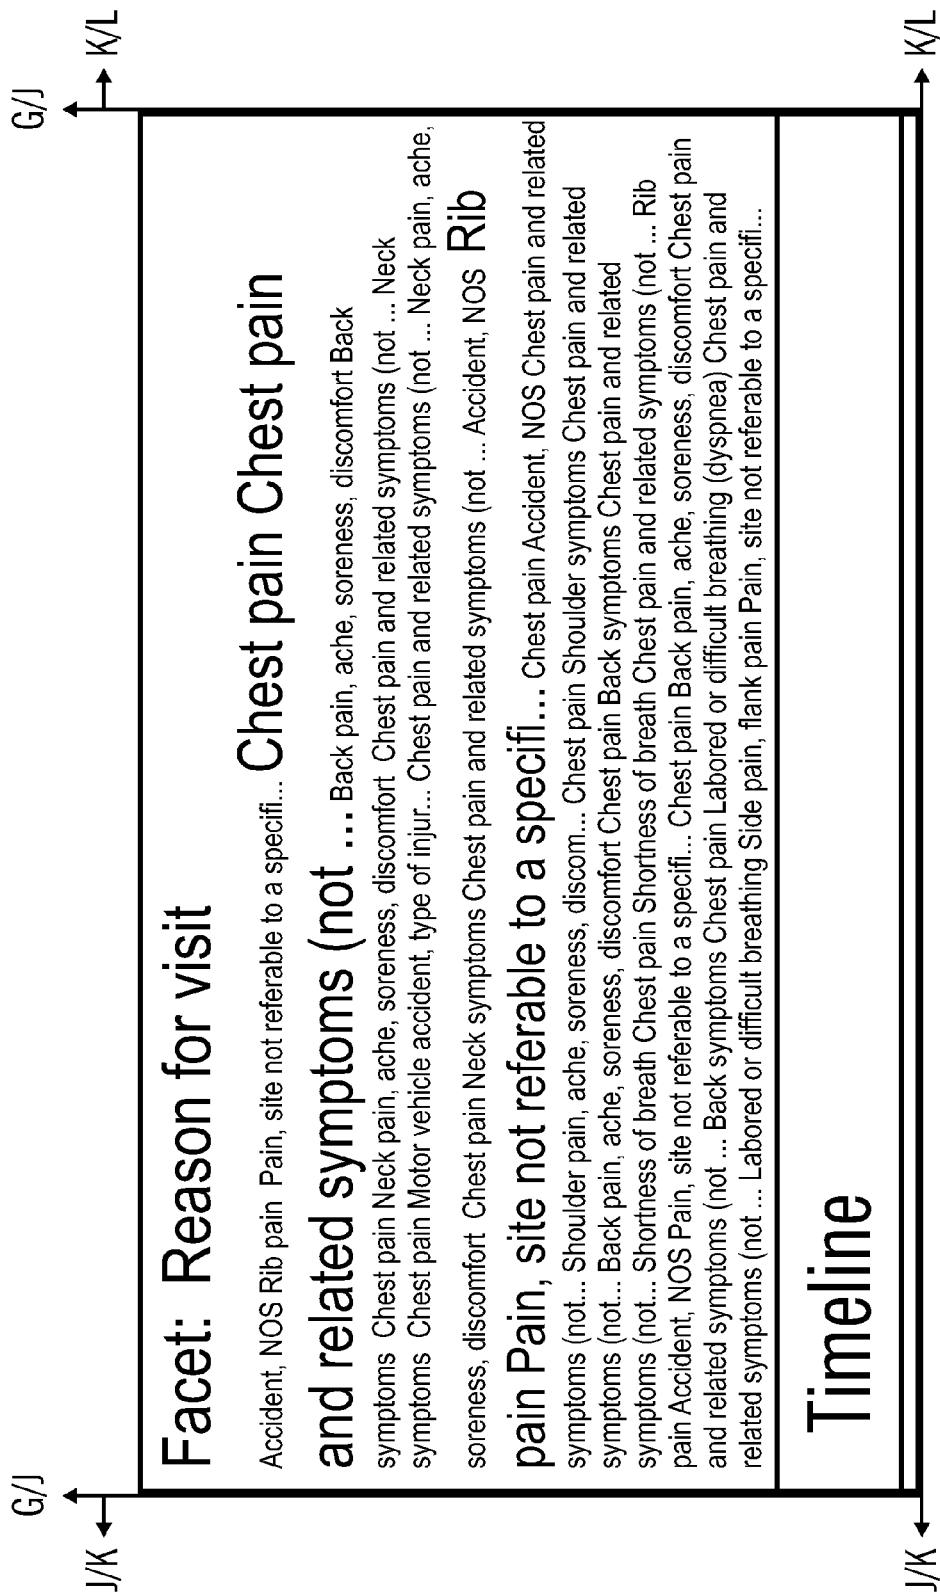 G/J
G/J
J/K
K/L
Facet: Reason for visit
Accident, NOS Rib pain Pain, site not referable to a specifi... Chest pain Chest pain
and related symptoms (not ... Back pain, ache, soreness, discomfort Back
symptoms Chest pain Neck pain, ache, soreness, discomfort Chest pain and related symptoms (not ... Neck
symptoms Chest pain Motor vehicle accident, type of injur... Chest pain and related symptoms (not ... Neck pain, ache,
soreness, discomfort Chest pain Neck symptoms Chest pain and related symptoms (not ... Accident, NOS Rib
pain Pain, site not referable to a specifi... Chest pain Accident, NOS Chest pain and related
symptoms (not... Shoulder pain, ache, soreness, discom... Chest pain Shoulder symptoms Chest pain and related
symptoms (not... Back pain, ache, soreness, discomfort Chest pain Back symptoms Chest pain and related
symptoms (not... Shortness of breath Chest pain Shortness of breath Chest pain and related symptoms (not ... Rib
pain Accident, NOS Pain, site not referable to a specifi... Chest pain Back pain, ache, soreness, discomfort Chest pain
and related symptoms (not ... Back symptoms Chest pain Labored or difficult breathing (dyspnea) Chest pain and
related symptoms (not ... Labored or difficult breathing Side pain, flank pain Pain, site not referable to a specifi...
Timeline
J/K
K/L